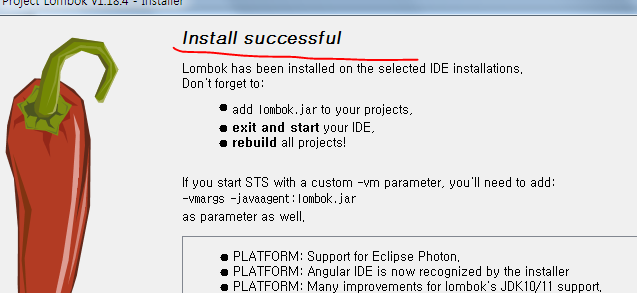 Project Lombok v1.18.4 - Installer
Install successful
Lombok has been installed on the selected IDE installations.
Don't forget to:
● add lombok.jar to your projects,
● exit and start your IDE,
● rebuild all projects!
If you start STS with a custom -vm parameter, you'll need to add:
-vmargs -javaagent:lombok.jar
as parameter as well.
● PLATFORM: Support for Eclipse Photon.
● PLATFORM: Angular IDE is now recognized by the installer
● PLATFORM: Many improvements for lombok's JDK10/11 support.